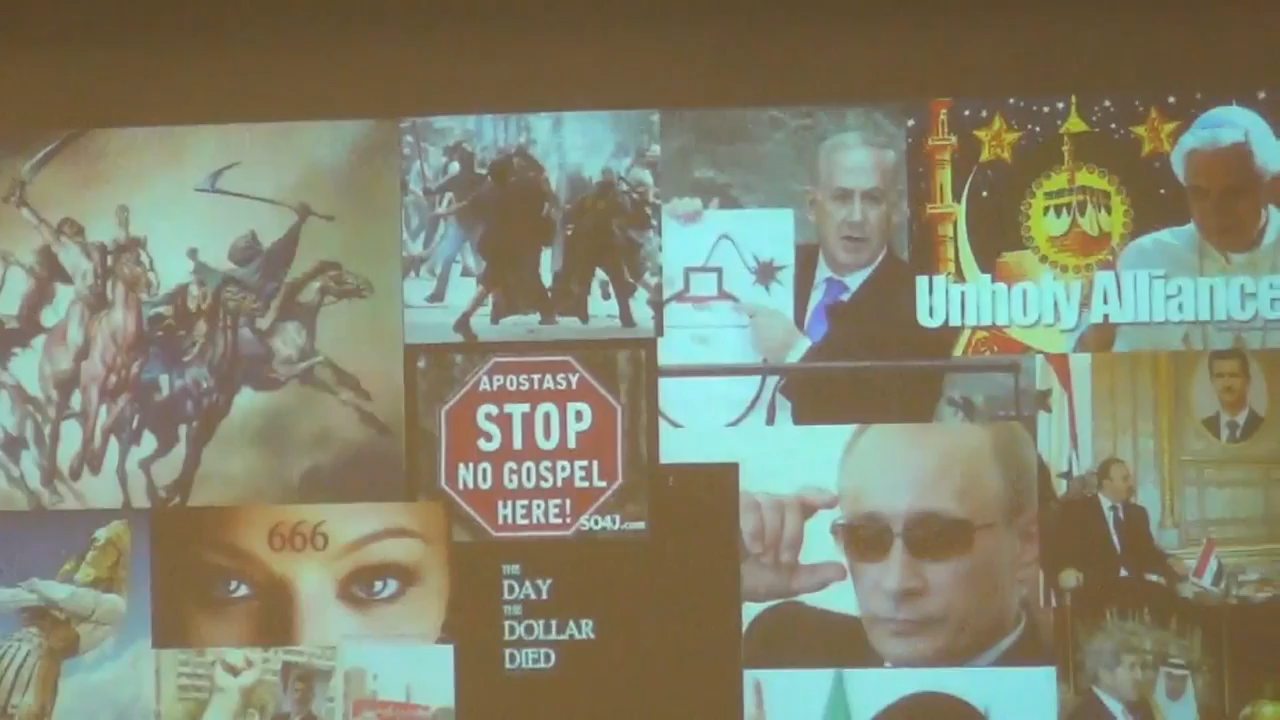 Unholy Alliance
APOSTASY
STOP
NO GOSPEL
HERE!
SO4J.com
666
THE
DAY
THE
DOLLAR
DIED